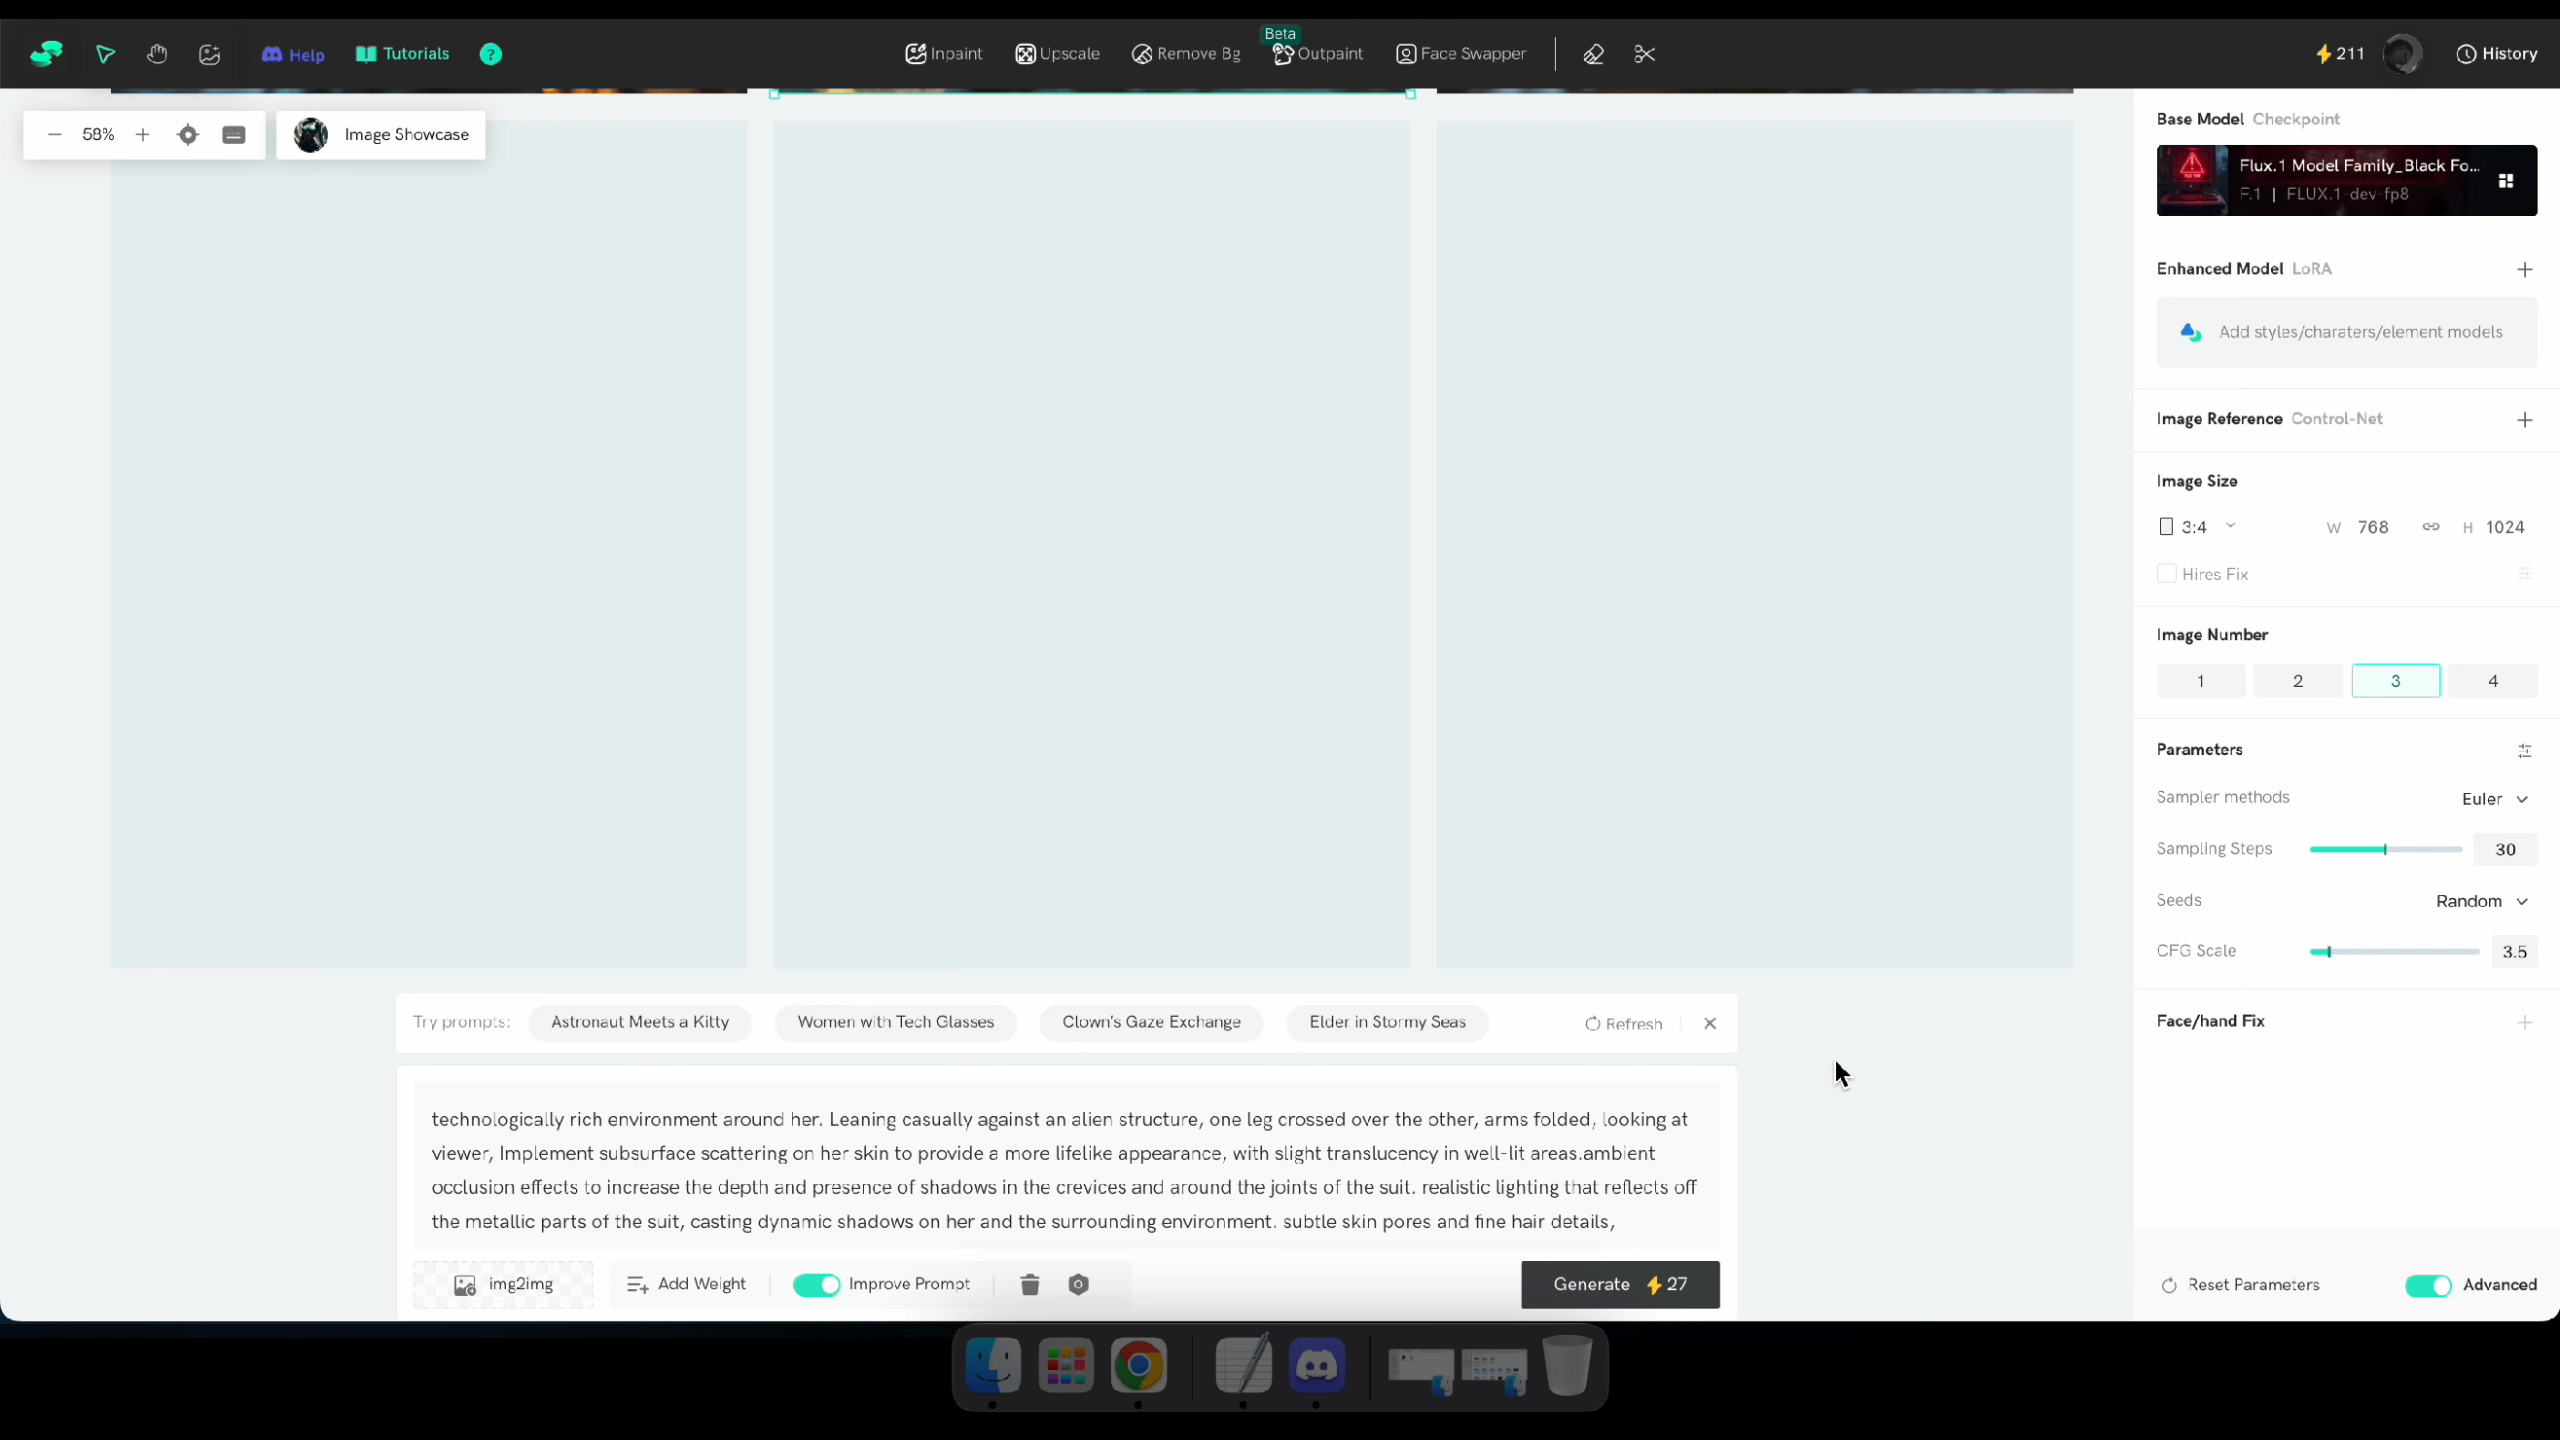 Help
Tutorials
?
Inpaint
Upscale
Remove Bg
Beta
Outpaint
Face Swapper
211
History
58%
Image Showcase
Base Model Checkpoint
Flux.1 Model Family_Black Fo...
F.1 | FLUX.1-dev-fp8
Enhanced Model LoRA
Add styles/charaters/element models
Image Reference Control-Net
Image Size
3:4
W 768
H 1024
Hires Fix
Image Number
1
2
3
4
Parameters
Sampler methods
Euler
Sampling Steps
30
Seeds
Random
CFG Scale
3.5
Face/hand Fix
Try prompts:
Astronaut Meets a Kitty
Women with Tech Glasses
Clown's Gaze Exchange
Elder in Stormy Seas
Refresh
technologically rich environment around her. Leaning casually against an alien structure, one leg crossed over the other, arms folded, looking at
viewer, Implement subsurface scattering on her skin to provide a more lifelike appearance, with slight translucency in well-lit areas.ambient
occlusion effects to increase the depth and presence of shadows in the crevices and around the joints of the suit. realistic lighting that reflects off
the metallic parts of the suit, casting dynamic shadows on her and the surrounding environment. subtle skin pores and fine hair details,
img2img
Add Weight
Improve Prompt
Generate
27
Reset Parameters
Advanced